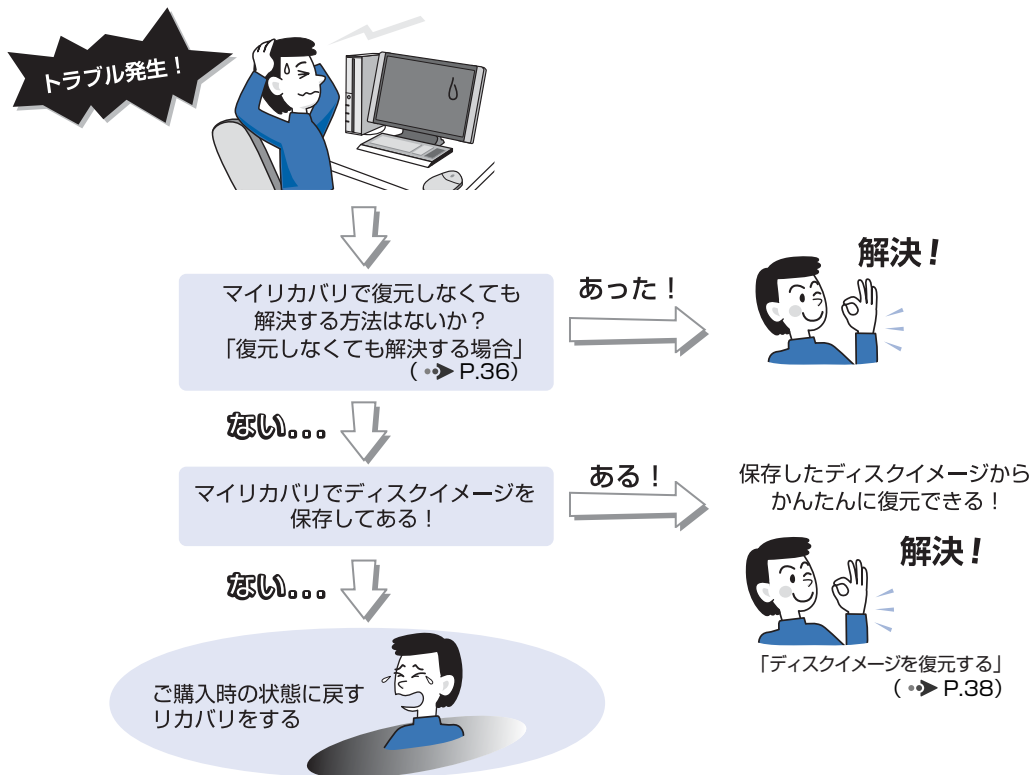 トラブル発生！
マイリカバリで復元しなくても
解決する方法はないか？
「復元しなくても解決する場合」
（ P.36）
あった！
解決！
ない...
マイリカバリでディスクイメージを
保存してある！
ある！
保存したディスクイメージから
かんたんに復元できる！
解決！
「ディスクイメージを復元する」
（ P.38）
ない...
ご購入時の状態に戻す
リカバリをする